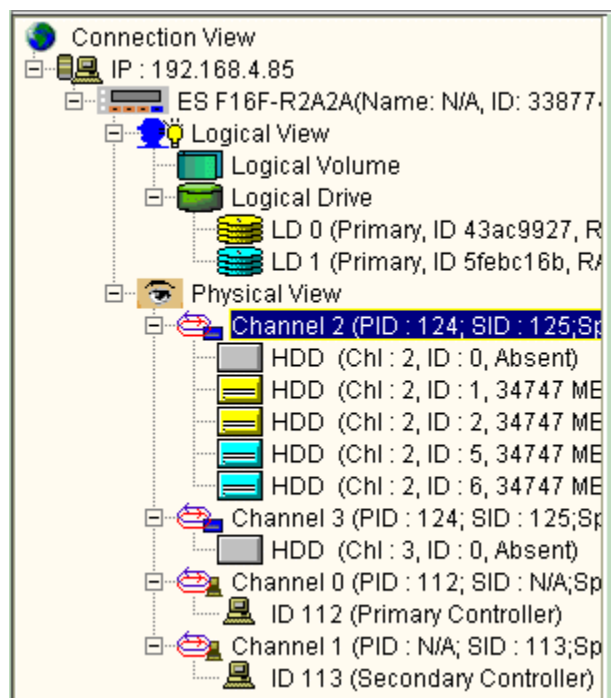 Connection View
IP : 192.168.4.85
ES F16F-R2A2A(Name: N/A, ID: 33877
Logical View
Logical Volume
Logical Drive
LD 0 (Primary, ID 43ac9927, R
LD 1 (Primary, ID 5febc16b, RA
Physical View
Channel 2 (PID : 124; SID : 125;Sp
HDD (Chl : 2, ID : 0, Absent)
HDD (Chl : 2, ID : 1, 34747 MB
HDD (Chl : 2, ID : 2, 34747 MB
HDD (Chl : 2, ID : 5, 34747 MB
HDD (Chl : 2, ID : 6, 34747 MB
Channel 3 (PID : 124; SID : 125;Sp
HDD (Chl : 3, ID : 0, Absent)
Channel 0 (PID : 112; SID : N/A;Sp
ID 112 (Primary Controller)
Channel 1 (PID : N/A; SID : 113;Sp
ID 113 (Secondary Controller)